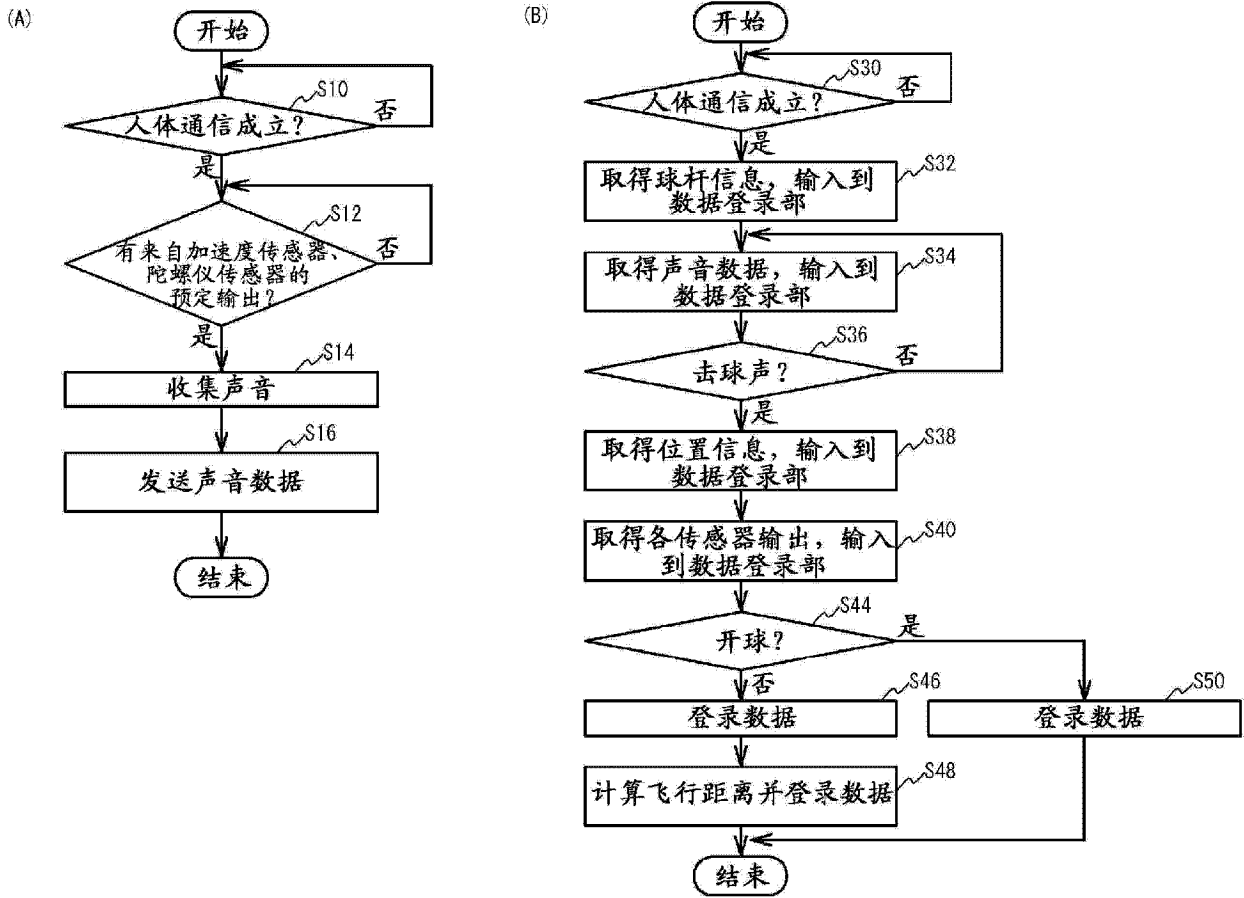 (A)
开始
S10
人体通信成立?
否
是
S12
有来自加速度传感器、
陀螺仪传感器的
预定输出?
否
是
S14
收集声音
S16
发送声音数据
结束
(B)
开始
S30
人体通信成立?
否
是
S32
取得球杆信息,输入到
数据登录部
S34
取得声音数据,输入到
数据登录部
S36
击球声?
否
是
S38
取得位置信息,输入到
数据登录部
S40
取得各传感器输出,输入
到数据登录部
S44
开球?
是
否
S46
登录数据
S50
登录数据
S48
计算飞行距离并登录数据
结束